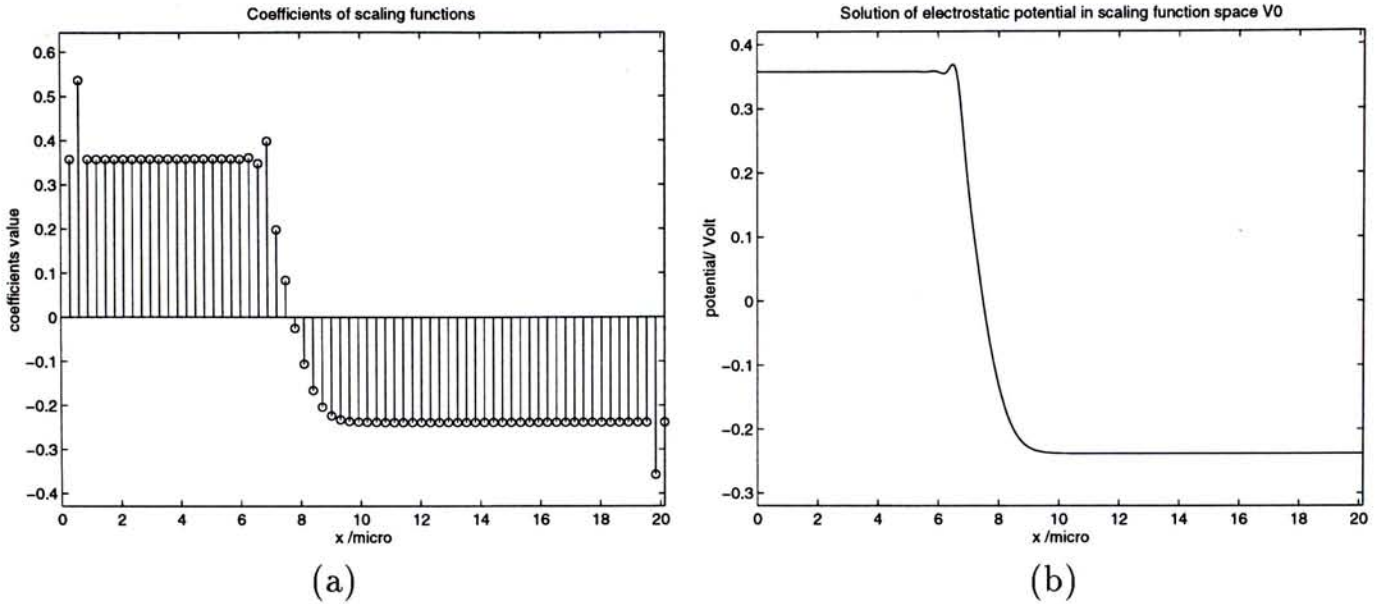 Coefficients of scaling functions
0.6
0.5
0.4
0.3
0.2
0.1
0
−0.1
−0.2
−0.3
−0.4
coefficients value
0 2 4 6 8 10 12 14 16 18 20
x /micro
(a)
Solution of electrostatic potential in scaling function space V0
0.4
0.3
0.2
0.1
0
−0.1
−0.2
−0.3
potential/ Volt
0 2 4 6 8 10 12 14 16 18 20
x /micro
(b)